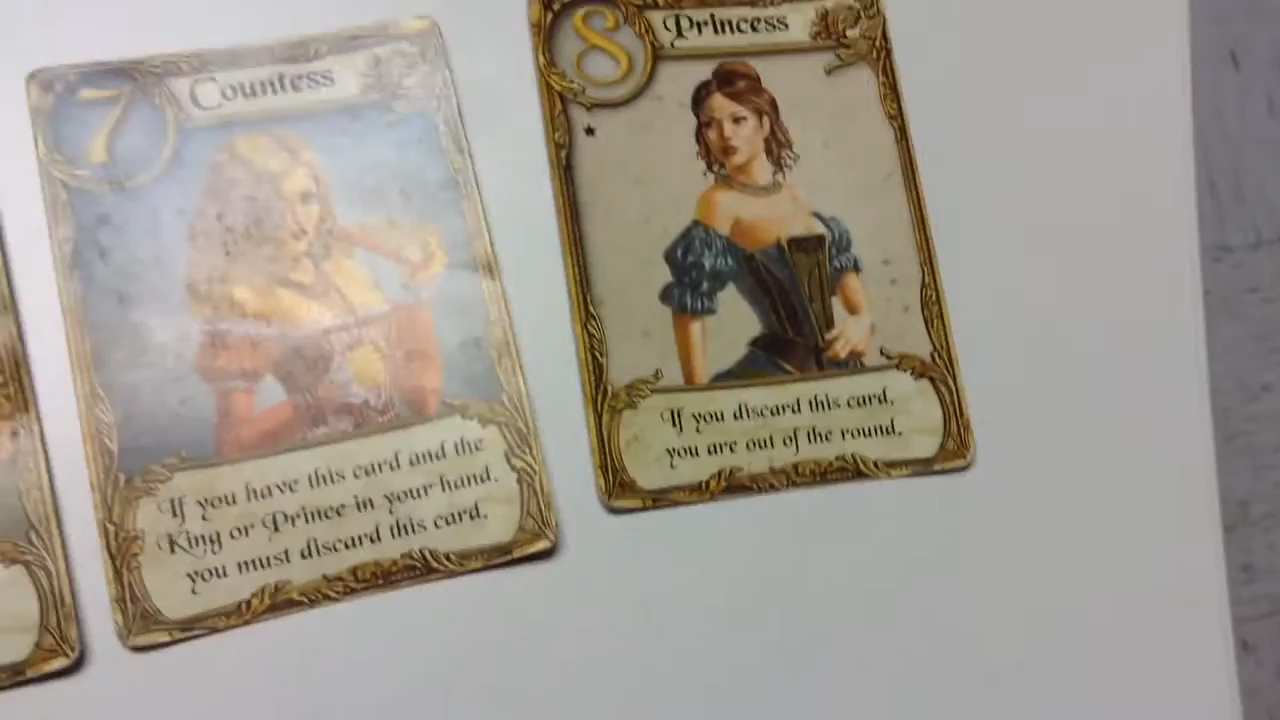 7
Countess
If you have this card and the
King or Prince in your hand,
you must discard this card.
8
Princess
If you discard this card,
you are out of the round.